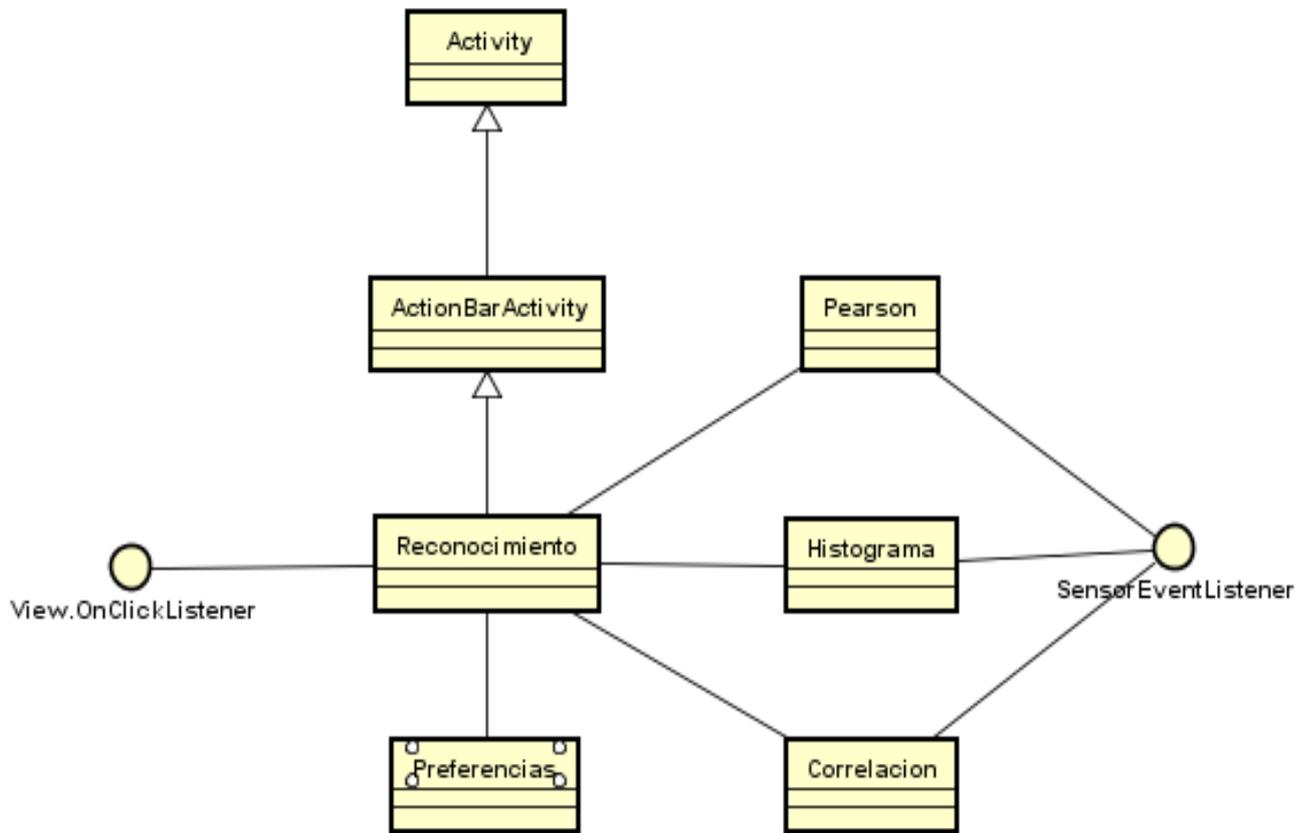 Activity
ActionBarActivity
Pearson
Reconocimiento
Histograma
View.OnClickListener
SensorEventListener
Preferencias
Correlacion